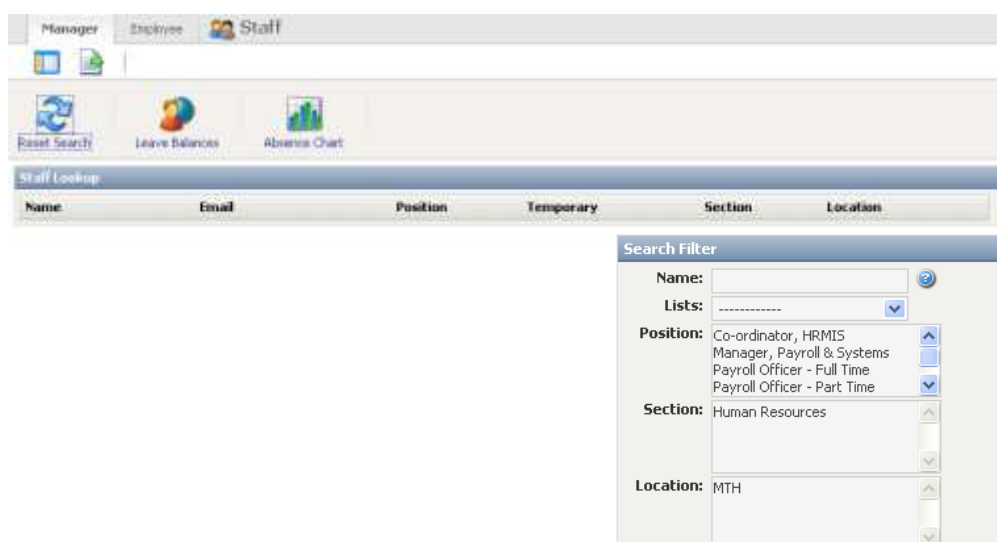 Manager Employee Staff
Reset Search Leave Balances Absence Chart
Staff Lookup
Name Email Position Temporary Section Location
Search Filter
Name:
Lists: ------------
Position: Co-ordinator, HRMIS
Manager, Payroll & Systems
Payroll Officer - Full Time
Payroll Officer - Part Time
Section: Human Resources
Location: MTH